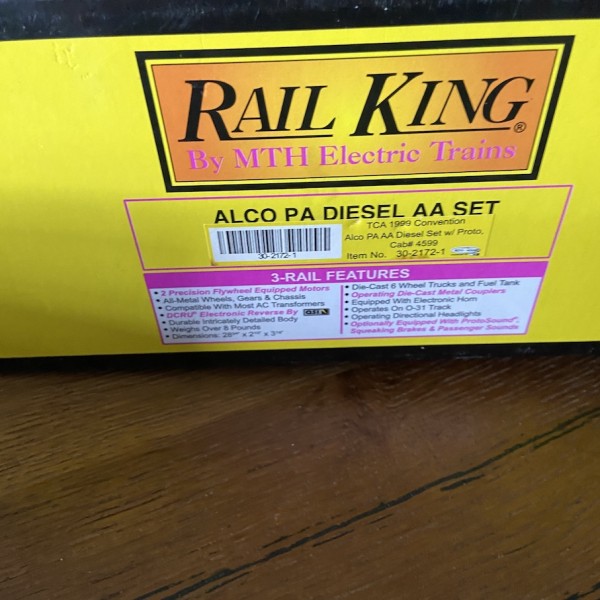 RAIL KING®
By MTH Electric Trains
ALCO PA DIESEL AA SET
TCA 1999 Convention
Alco PA AA Diesel Set w/ Proto,
Cab# 4599
30-2172-1
Item No. 30-2172-1
3-RAIL FEATURES
• 2 Precision Flywheel Equipped Motors
• All-Metal Wheels, Gears & Chassis
• Compatible With Most AC Transformers
• DCRU® Electronic Reverse By
• Durable Intricately Detailed Body
• Weighs Over 8 Pounds
• Dimensions:
• Die-Cast 6 Wheel Trucks and Fuel Tank
• Operating Die-Cast Metal Couplers
• Equipped With Electronic Horn
• Operates On O-31 Track
• Operating Directional Headlights
• Optionally Equipped With Proto-Sound®,
Squeaking Brakes & Passenger Sounds